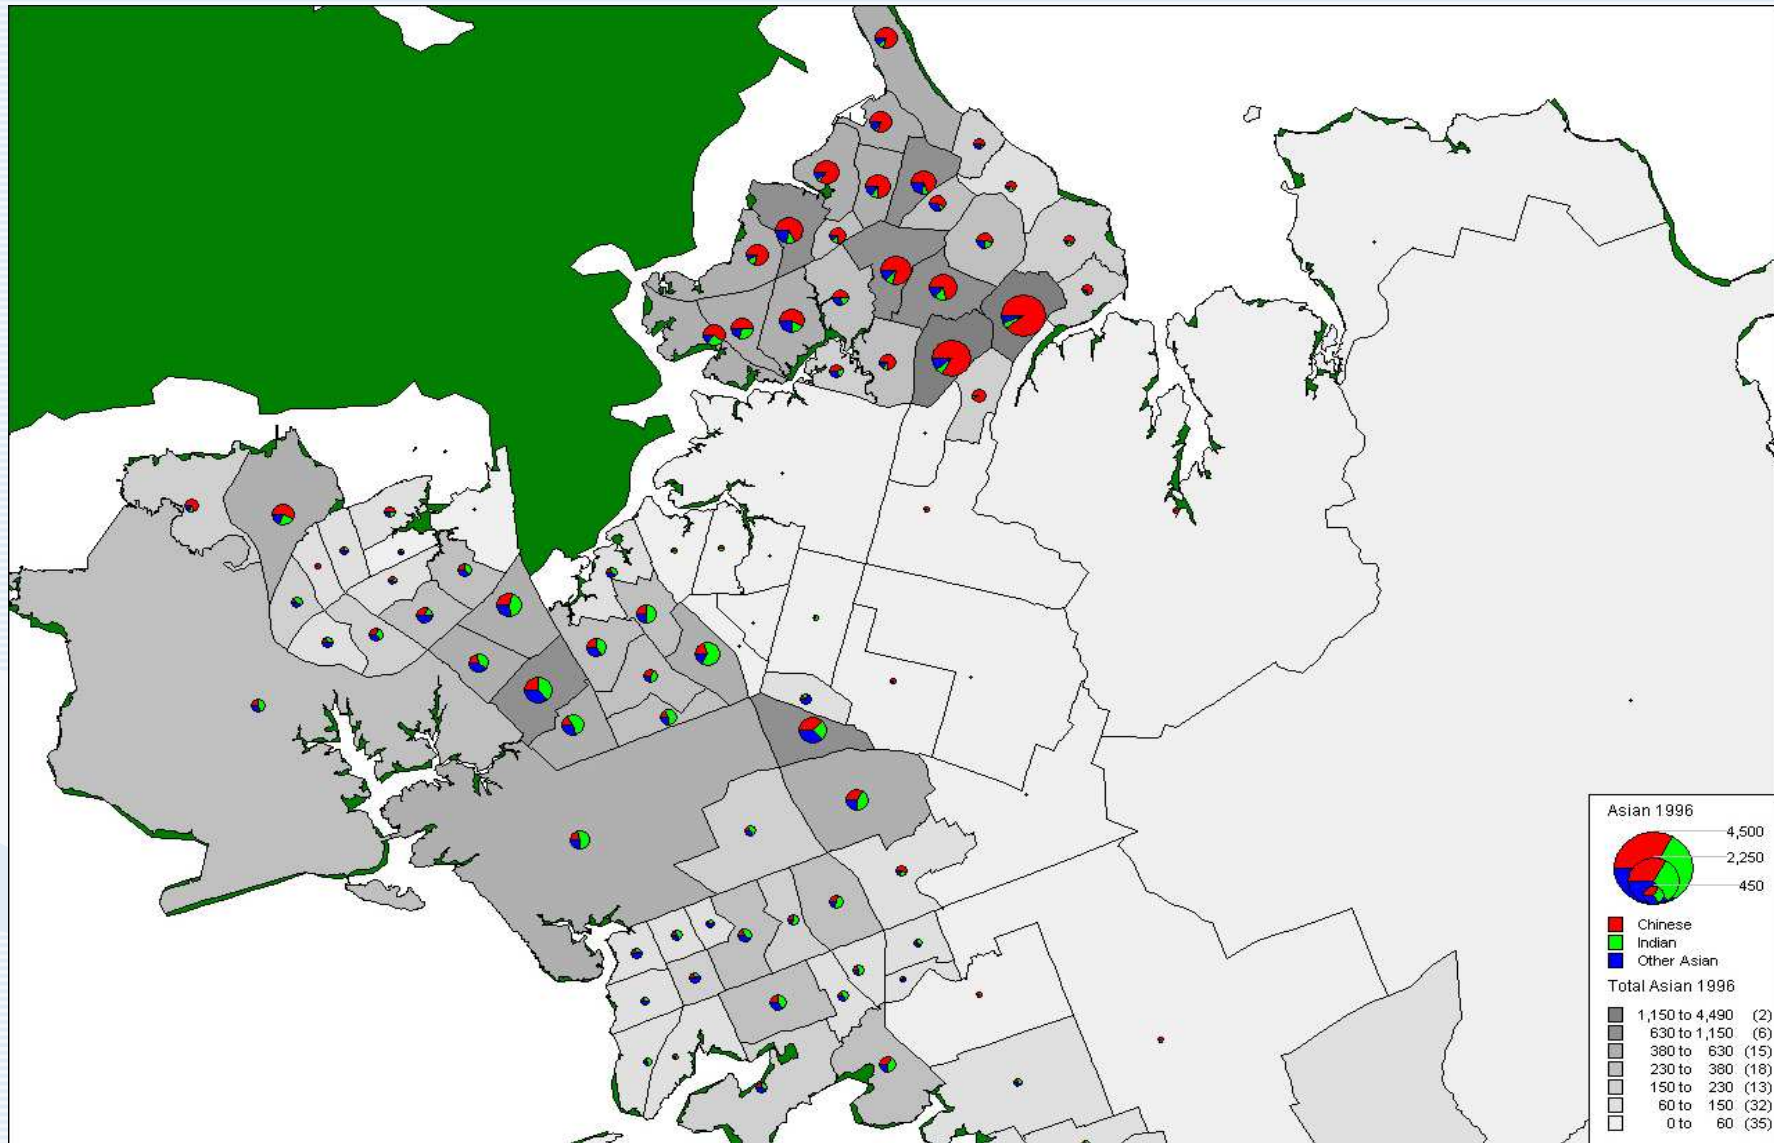 Asian 1996
4,500
2,250
450
Chinese
Indian
Other Asian
Total Asian 1996
1,150 to 4,490 (2)
630 to 1,150 (6)
380 to 630 (15)
230 to 380 (18)
150 to 230 (13)
60 to 150 (32)
0 to 60 (35)